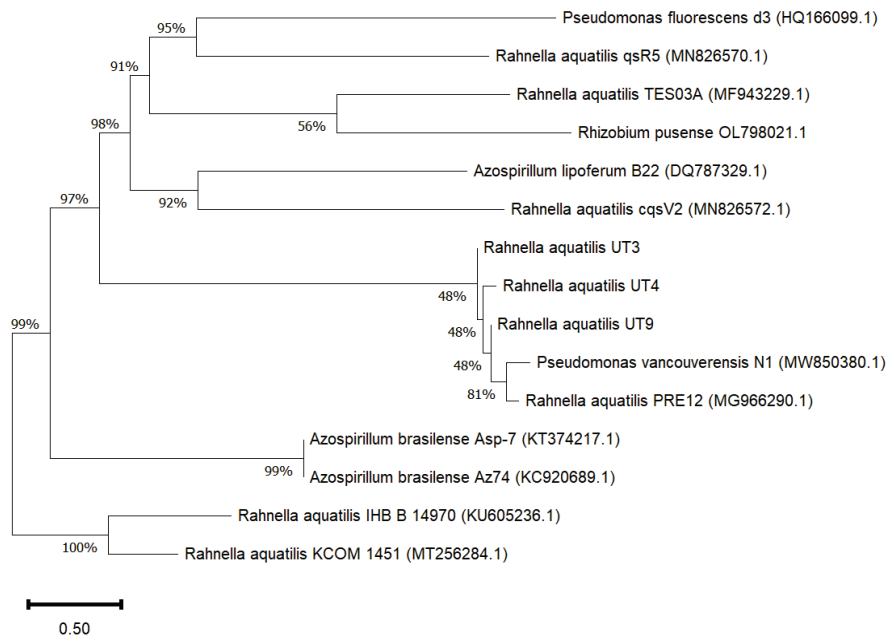 Pseudomonas fluorescens d3 (HQ166099.1)
95%
Rahnella aquatilis qsR5 (MN826570.1)
91%
Rahnella aquatilis TES03A (MF943229.1)
98%
56%
Rhizobium pusense OL798021.1
Azospirillum lipoferum B22 (DQ787329.1)
97%
92%
Rahnella aquatilis cqsV2 (MN826572.1)
Rahnella aquatilis UT3
48%
Rahnella aquatilis UT4
99%
48%
Rahnella aquatilis UT9
48%
Pseudomonas vancouverensis N1 (MW850380.1)
81%
Rahnella aquatilis PRE12 (MG966290.1)
Azospirillum brasilense Asp-7 (KT374217.1)
99%
Azospirillum brasilense Az74 (KC920689.1)
Rahnella aquatilis IHB B 14970 (KU605236.1)
100%
Rahnella aquatilis KCOM 1451 (MT256284.1)
0.50